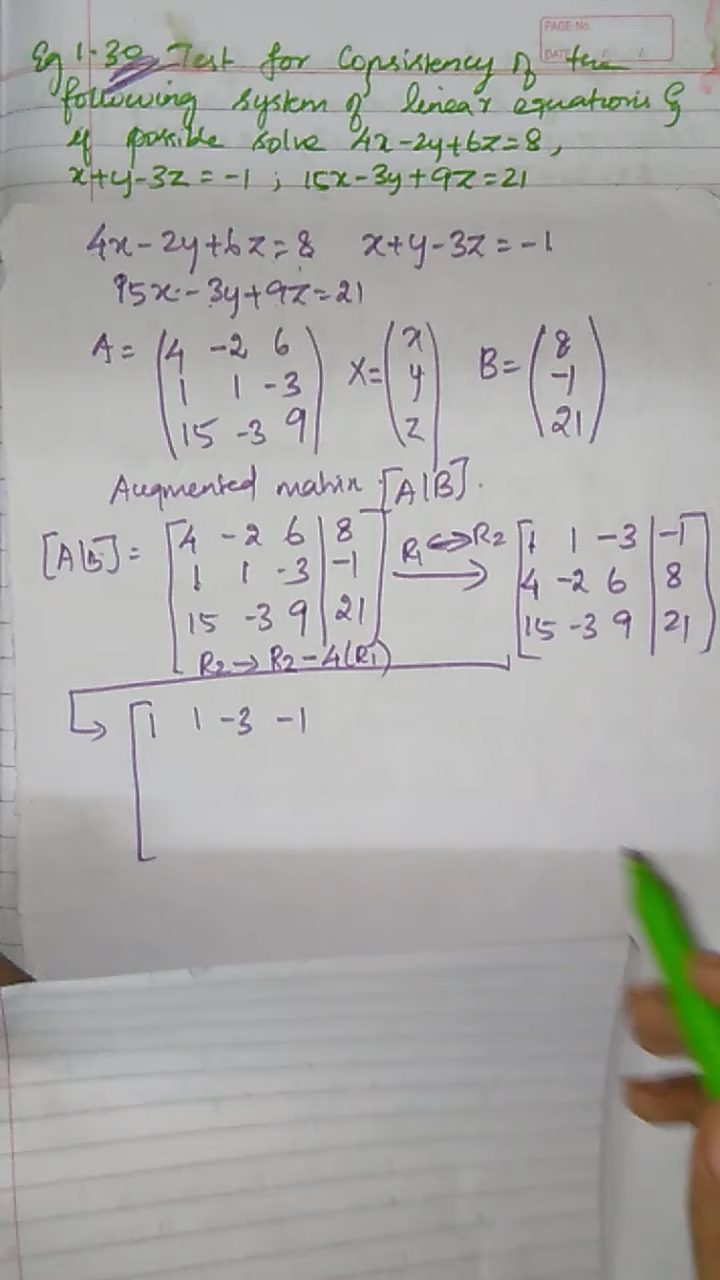 PAGE No.
DATE
Eg 1.30 Test for Consistency of the
following system of linear equations &
if possible solve 4x-2y+6z=8,
x+y-3z=-1 ; 15x-3y+9z=21
4x-2y+6z=8 x+y-3z=-1
15x-3y+9z=21
A= (4 -2 6 X= (x B= (8
1 1 -3 y -1
15 -3 9) z) 21)
Augmented matrix [A|B].
[A|B]= [4 -2 6 | 8 R1↔R2 [1 1 -3 | -1
1 1 -3 | -1 → 4 -2 6 | 8
15 -3 9 | 21] 15 -3 9 | 21]
R2→R2-4(R1)
[1 1 -3 -1